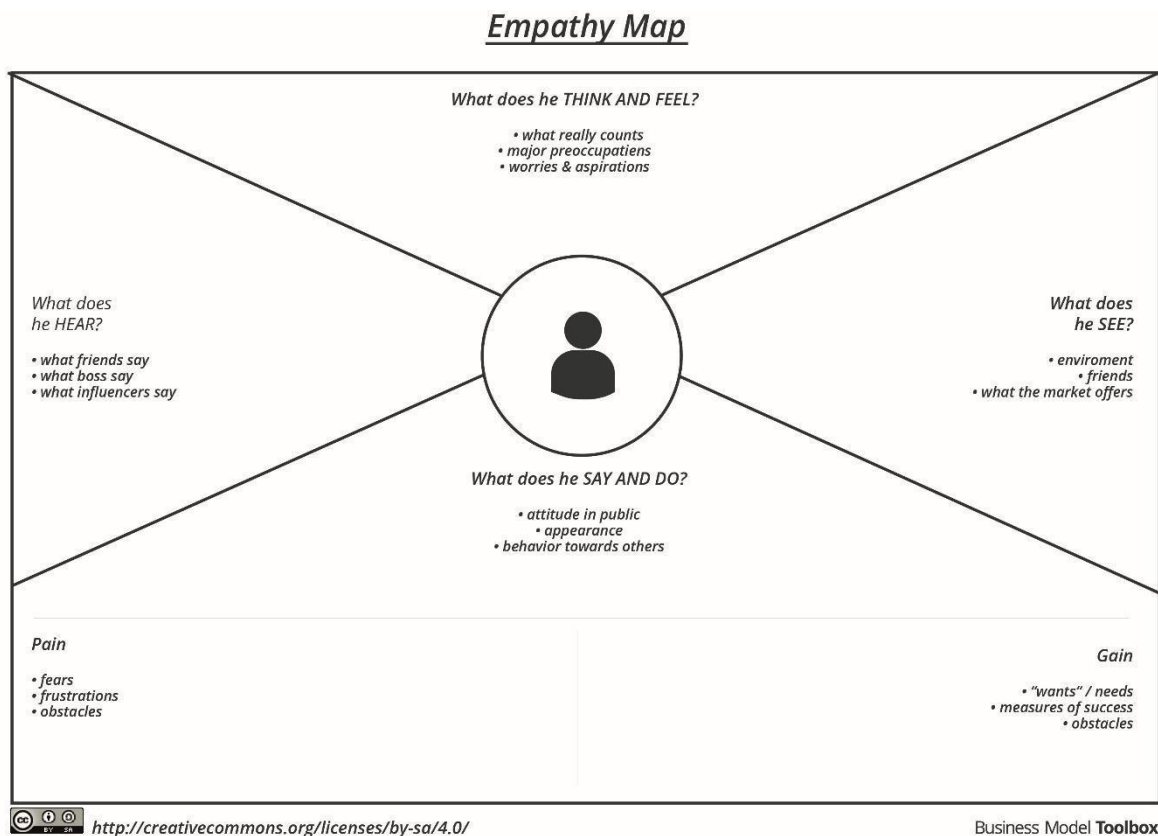 Empathy Map
What does he THINK AND FEEL?
• what really counts
• major preoccupatiens
• worries & aspirations
What does
he HEAR?
• what friends say
• what boss say
• what influencers say
What does
he SEE?
• enviroment
• friends
• what the market offers
What does he SAY AND DO?
• attitude in public
• appearance
• behavior towards others
Pain
• fears
• frustrations
• obstacles
Gain
• “wants” / needs
• measures of success
• obstacles
cc BY SA
http://creativecommons.org/licenses/by-sa/4.0/
Business Model Toolbox